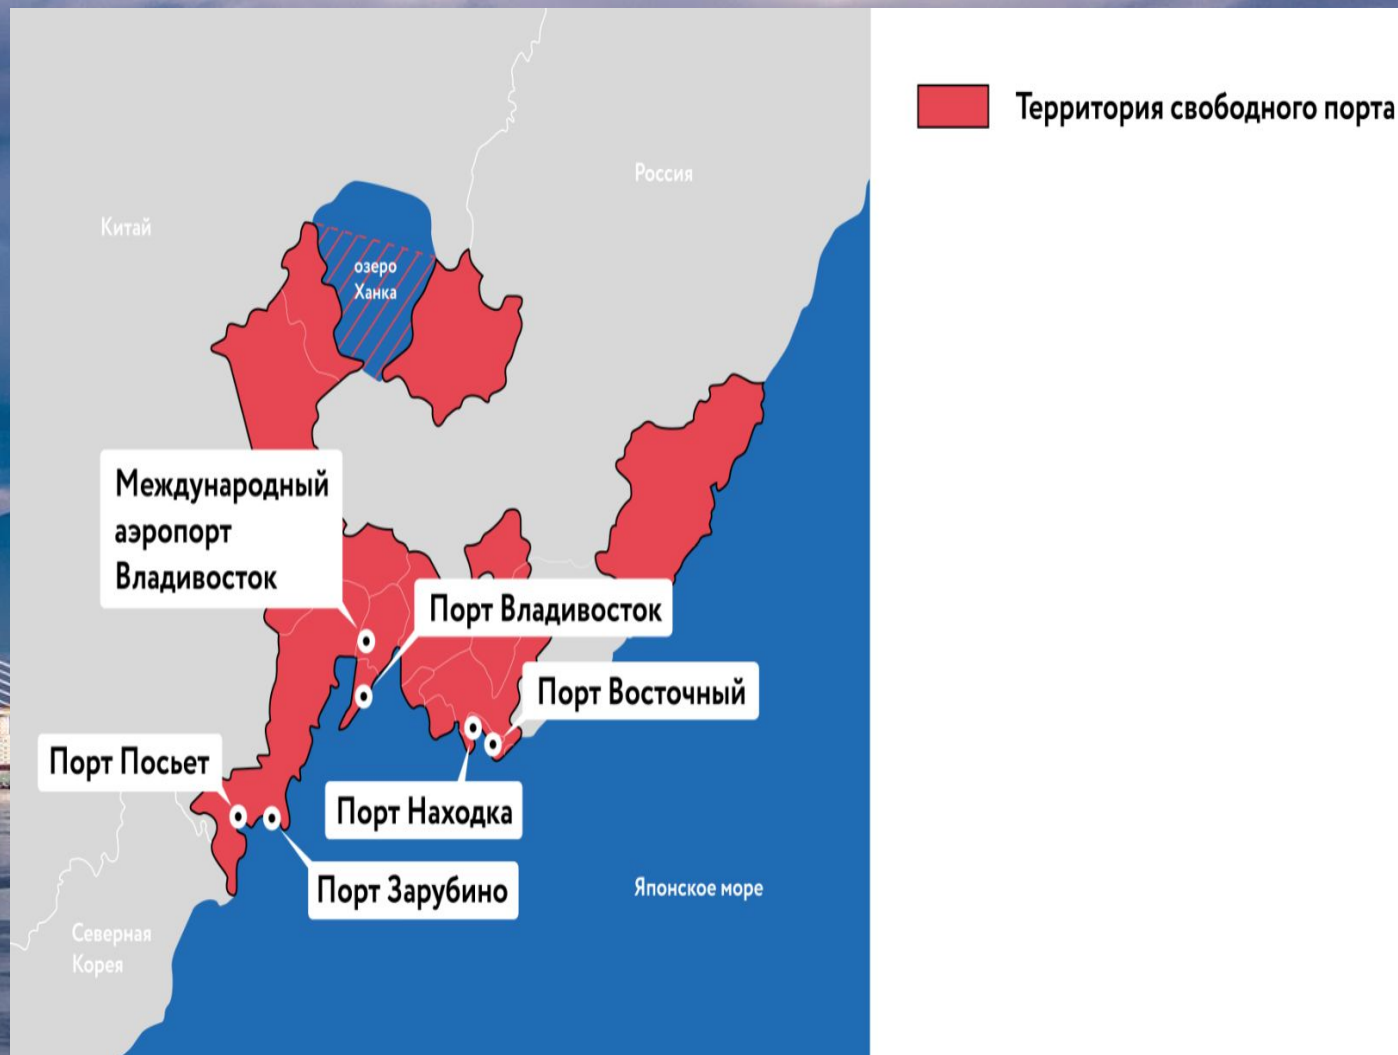 Территория свободного порта
Россия
Китай
озеро
Ханка
Международный
аэропорт
Владивосток
Порт Владивосток
Порт Восточный
Порт Посьет
Порт Находка
Порт Зарубино
Японское море
Северная
Корея